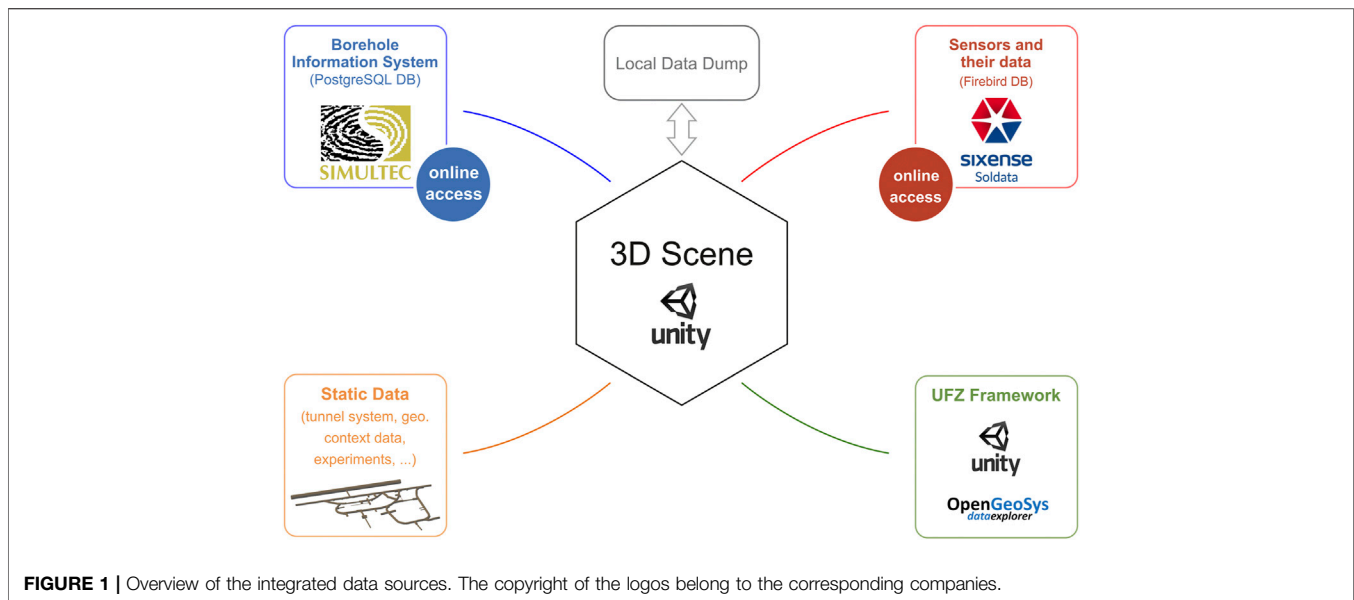 Borehole
Information System
(PostgreSQL DB)
SIMULTEC
online
access
Local Data Dump
Sensors and
their data
(Firebird DB)
sixense
Soldata
online
access
3D Scene
unity
Static Data
(tunnel system, geo.
context data,
experiments, ...)
UFZ Framework
unity
OpenGeoSys
dataexplorer
FIGURE 1 | Overview of the integrated data sources. The copyright of the logos belong to the corresponding companies.